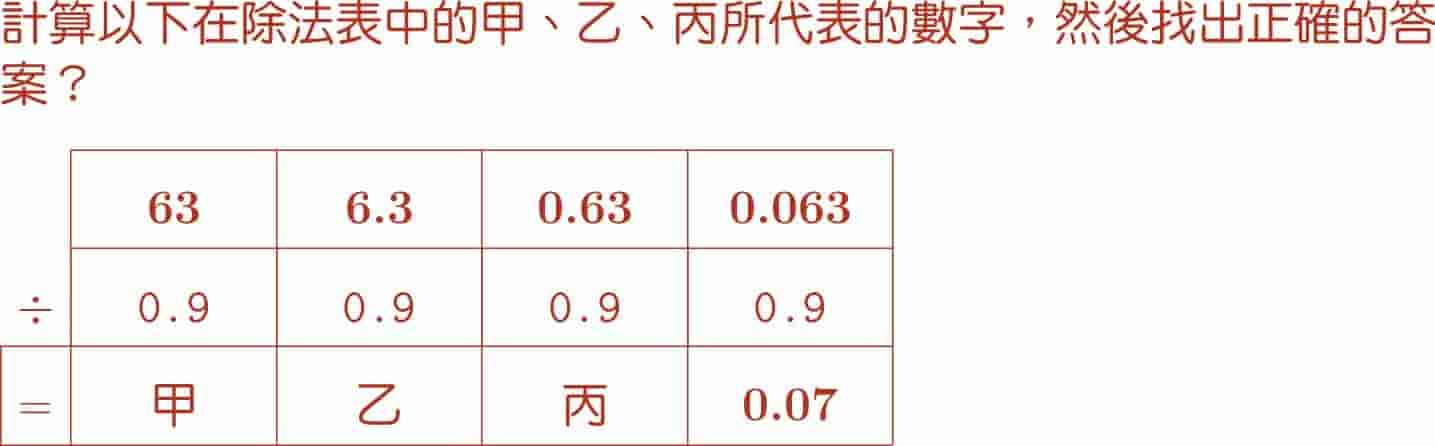 計算以下在除法表中的甲、乙、丙所代表的數字，然後找出正確的答
案？
63 6.3 0.63 0.063
÷ 0.9 0.9 0.9 0.9
= 甲 乙 丙 0.07